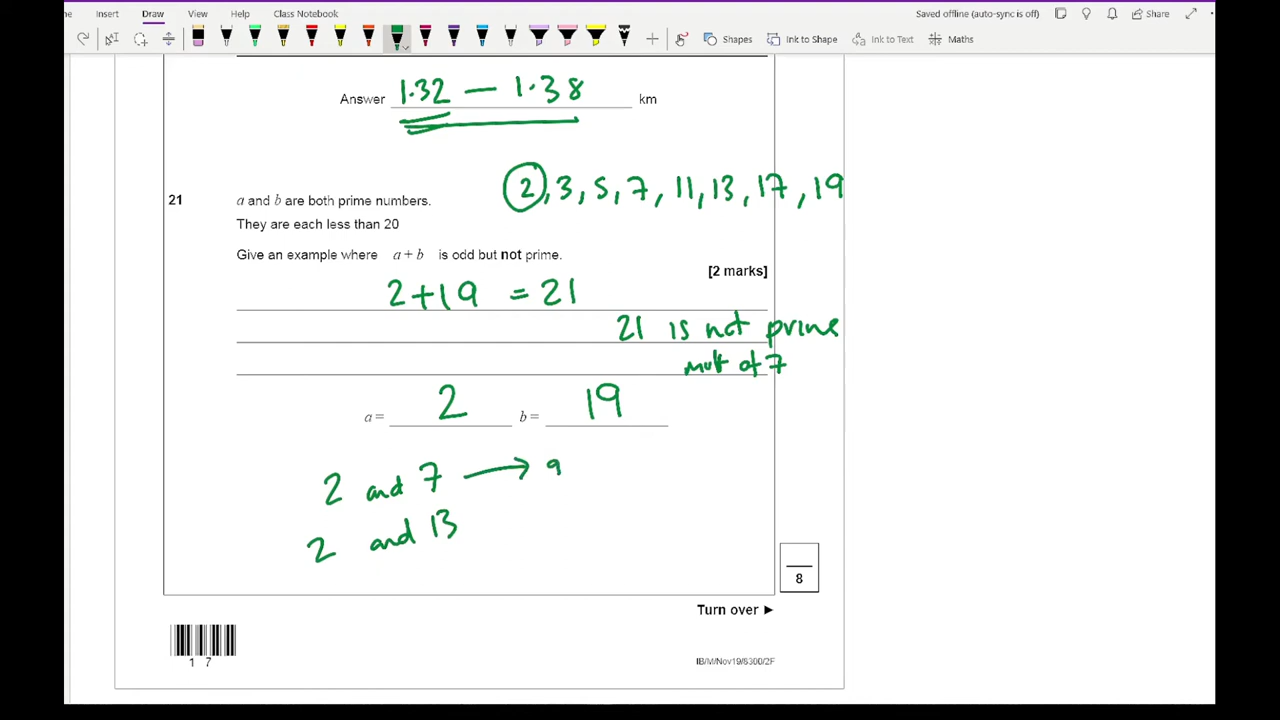 Insert Draw View Help Class Notebook Saved offline (auto-sync is off) Share
Shapes Ink to Shape Ink to Text Maths
Answer 1.32 — 1.38 km
2, 3, 5, 7, 11, 13, 17, 19
21 a and b are both prime numbers.
They are each less than 20
Give an example where a + b is odd but not prime.
[2 marks]
2+19 = 21
21 is not prime
mult of 7
a = 2 b = 19
2 and 7 → 9
2 and 13
8
Turn over ►
1 7
IB/M/Nov19/8300/2F